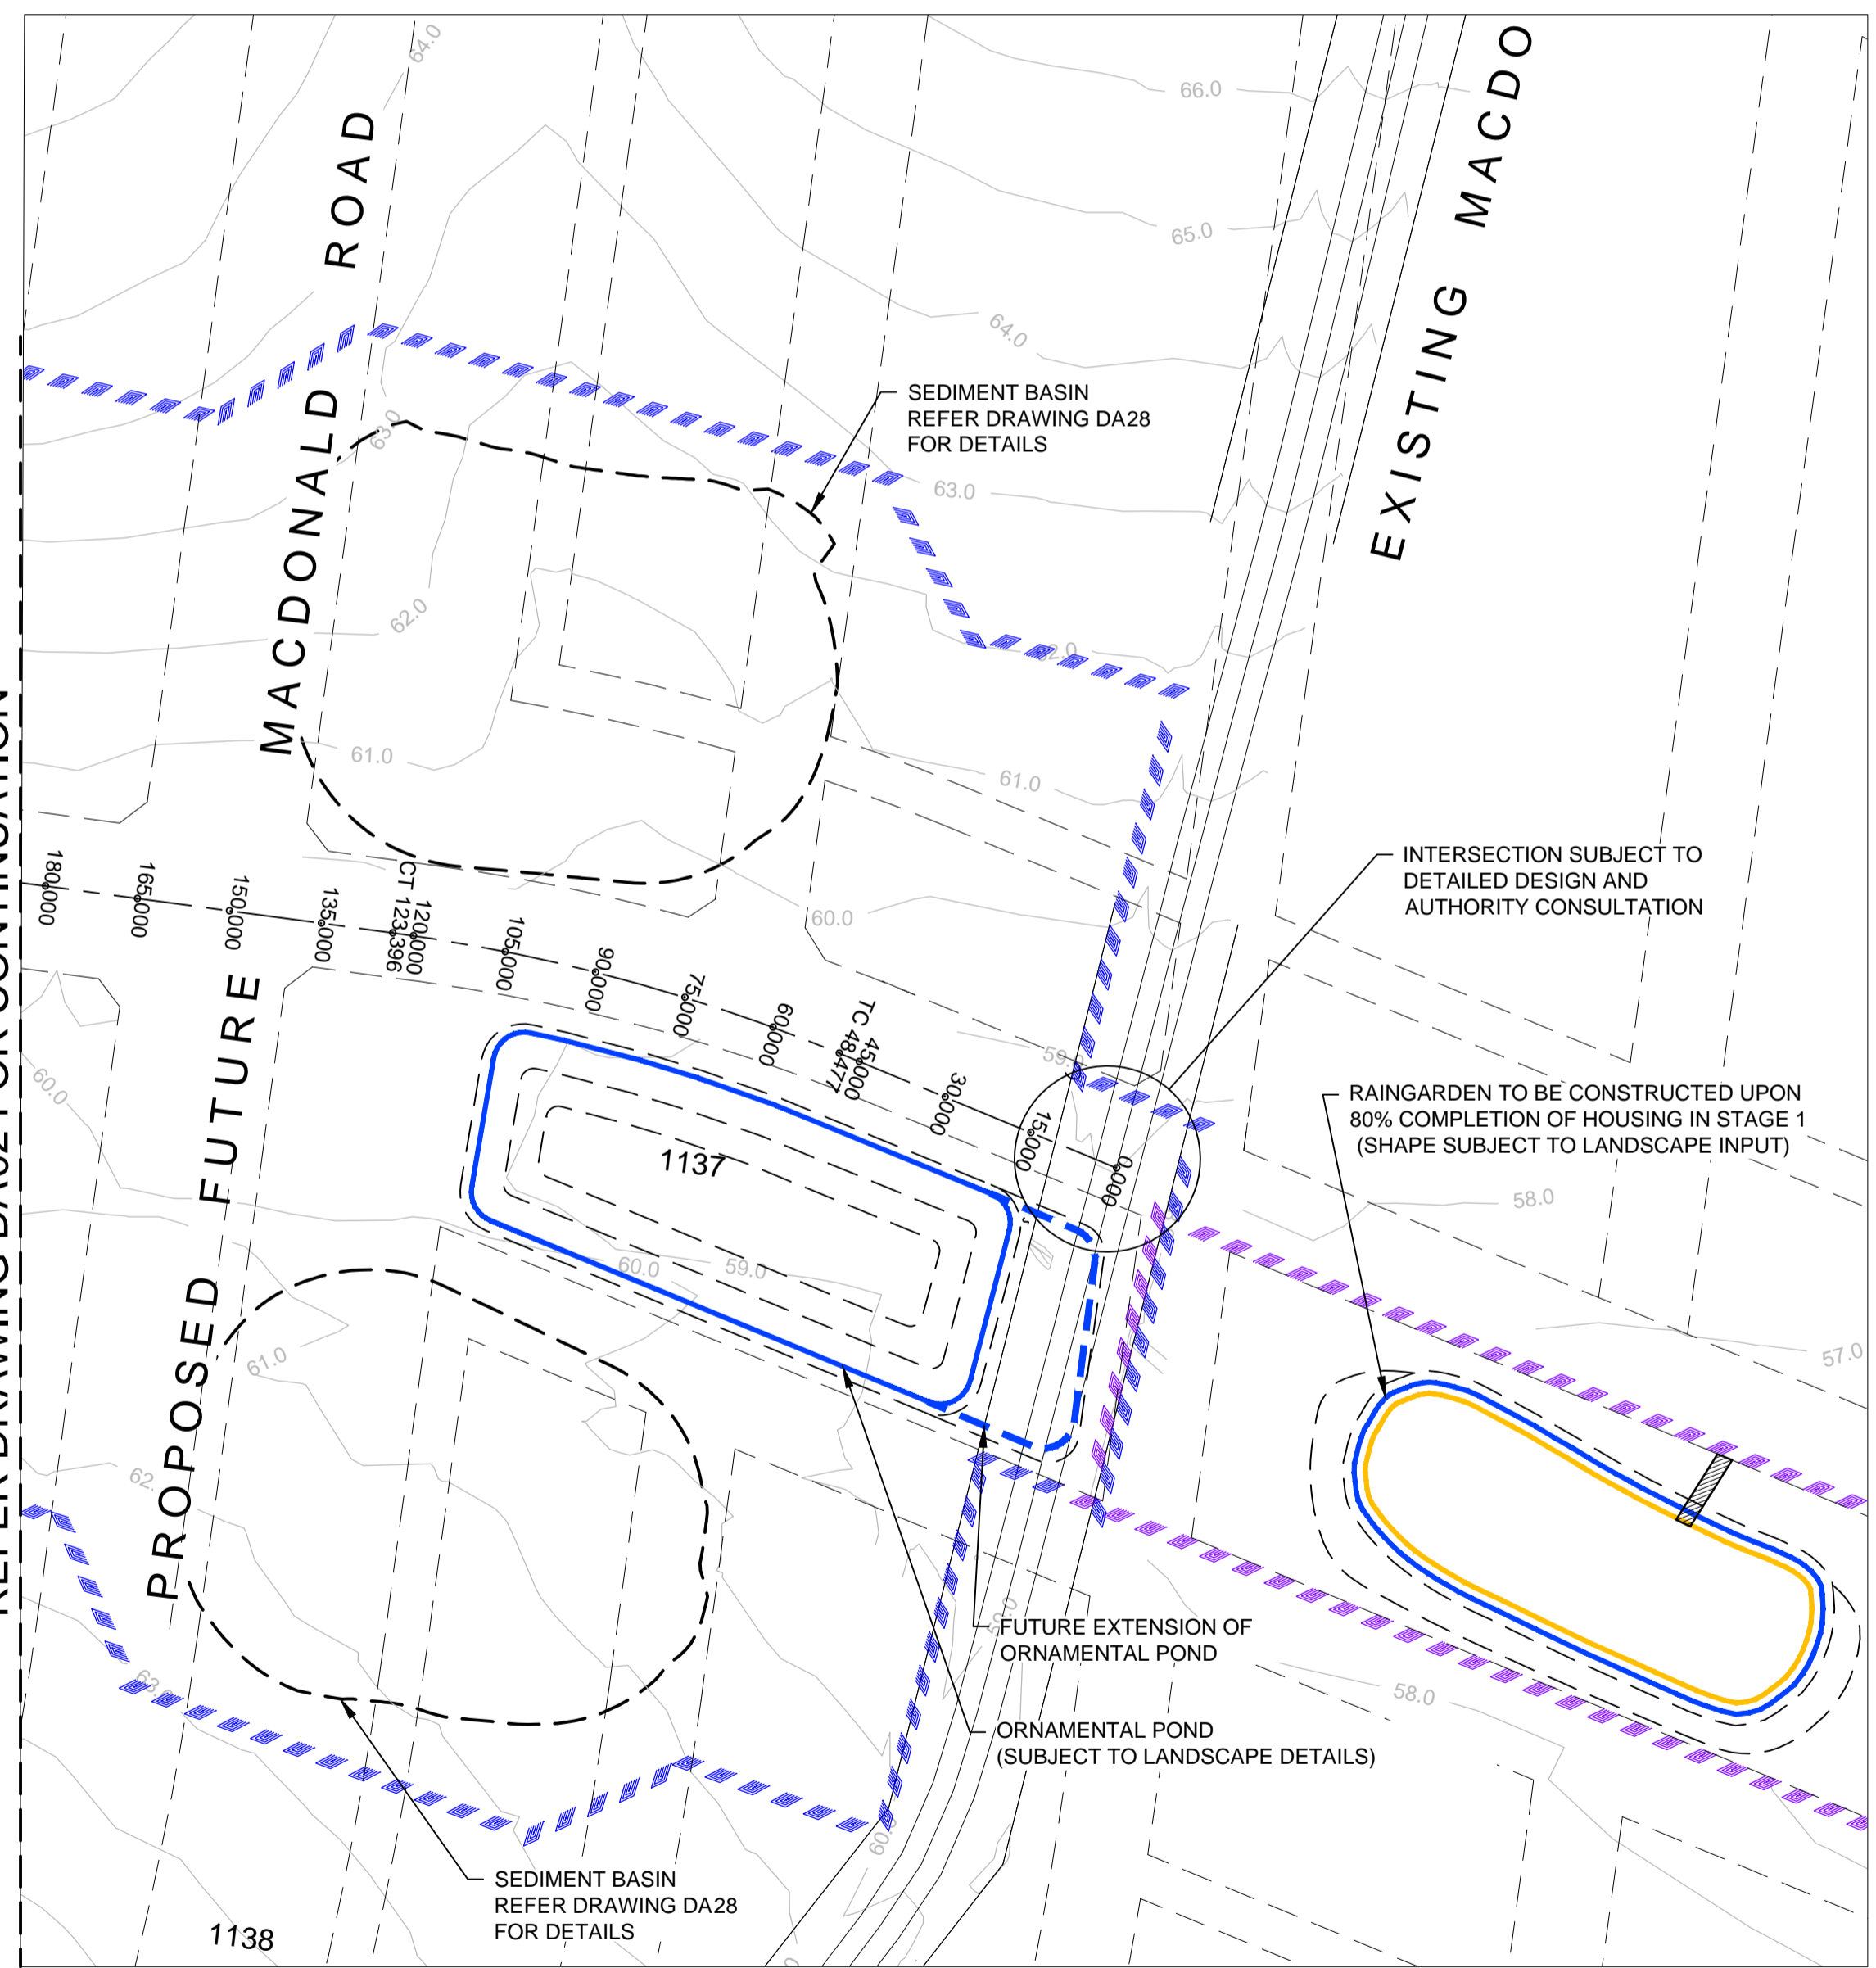 64.0
66.0
65.0
64.0
63.0
63.0
62.0
61.0
61.0
60.0
59.0
60.0
60.0
59.0
61.0
58.0
57.0
58.0
60.0
PROPOSED FUTURE MACDONALD ROAD
EXISTING MACDO
SEDIMENT BASIN
REFER DRAWING DA28
FOR DETAILS
INTERSECTION SUBJECT TO
DETAILED DESIGN AND
AUTHORITY CONSULTATION
RAINGARDEN TO BE CONSTRUCTED UPON
80% COMPLETION OF HOUSING IN STAGE 1
(SHAPE SUBJECT TO LANDSCAPE INPUT)
180.000
165.000
150.000
135.000
CT 123.396
120.000
105.000
90.000
75.000
60.000
TC 48.477
45.000
30.000
15.000
0.000
1137
FUTURE EXTENSION OF
ORNAMENTAL POND
ORNAMENTAL POND
(SUBJECT TO LANDSCAPE DETAILS)
SEDIMENT BASIN
REFER DRAWING DA28
FOR DETAILS
1138